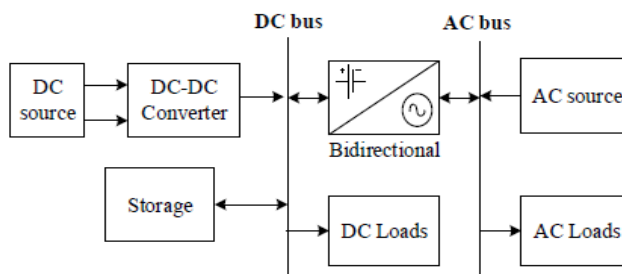 DC bus
AC bus
DC
source
DC-DC
Converter
+ -
AC source
Bidirectional
Storage
DC Loads
AC Loads